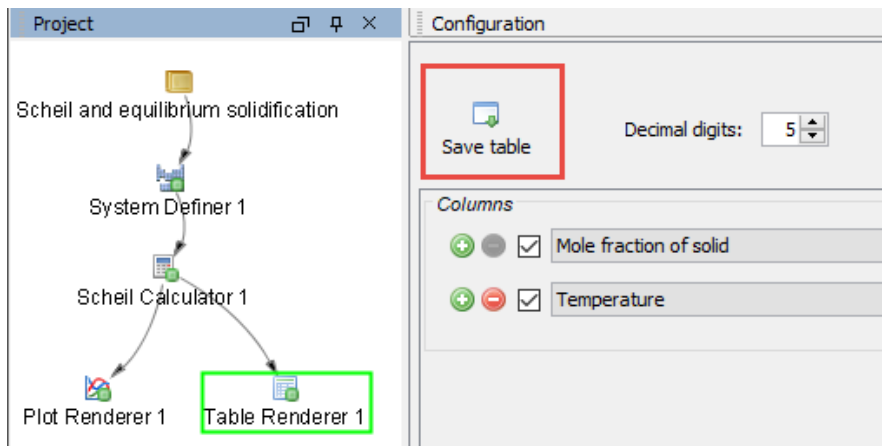 Project
Scheil and equilibrium solidification
System Definer 1
Scheil Calculator 1
Plot Renderer 1
Table Renderer 1
Configuration
Save table
Decimal digits:
5
Columns
Mole fraction of solid
Temperature